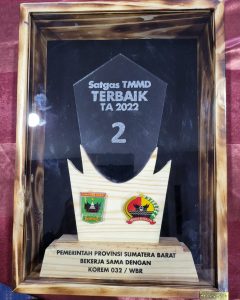 Satgas TMMD
TERBAIK
TA 2022
2
PEMERINTAH PROVINSI SUMATERA BARAT
BEKERJA SAMA DENGAN
KOREM 032 / WBR